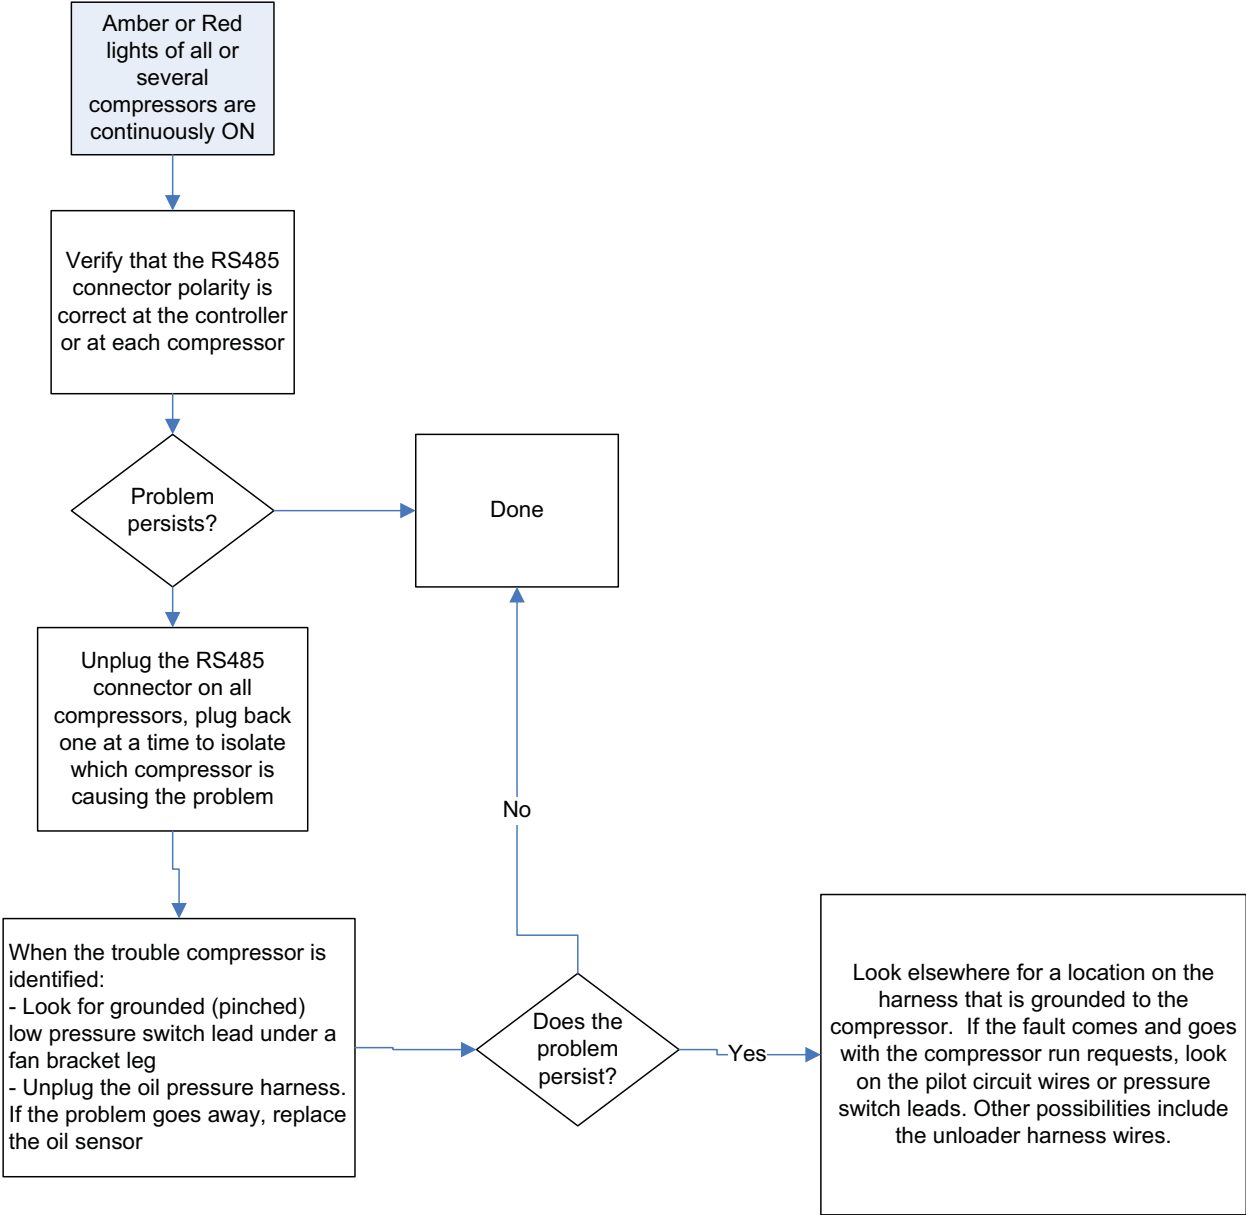 Amber or Red
lights of all or
several
compressors are
continuously ON
Verify that the RS485
connector polarity is
correct at the controller
or at each compressor
Problem
persists?
Done
Unplug the RS485
connector on all
compressors, plug back
one at a time to isolate
which compressor is
causing the problem
No
When the trouble compressor is
identified:
- Look for grounded (pinched)
low pressure switch lead under a
fan bracket leg
- Unplug the oil pressure harness.
If the problem goes away, replace
the oil sensor
Does the
problem
persist?
Yes
Look elsewhere for a location on the
harness that is grounded to the
compressor.  If the fault comes and goes
with the compressor run requests, look
on the pilot circuit wires or pressure
switch leads. Other possibilities include
the unloader harness wires.